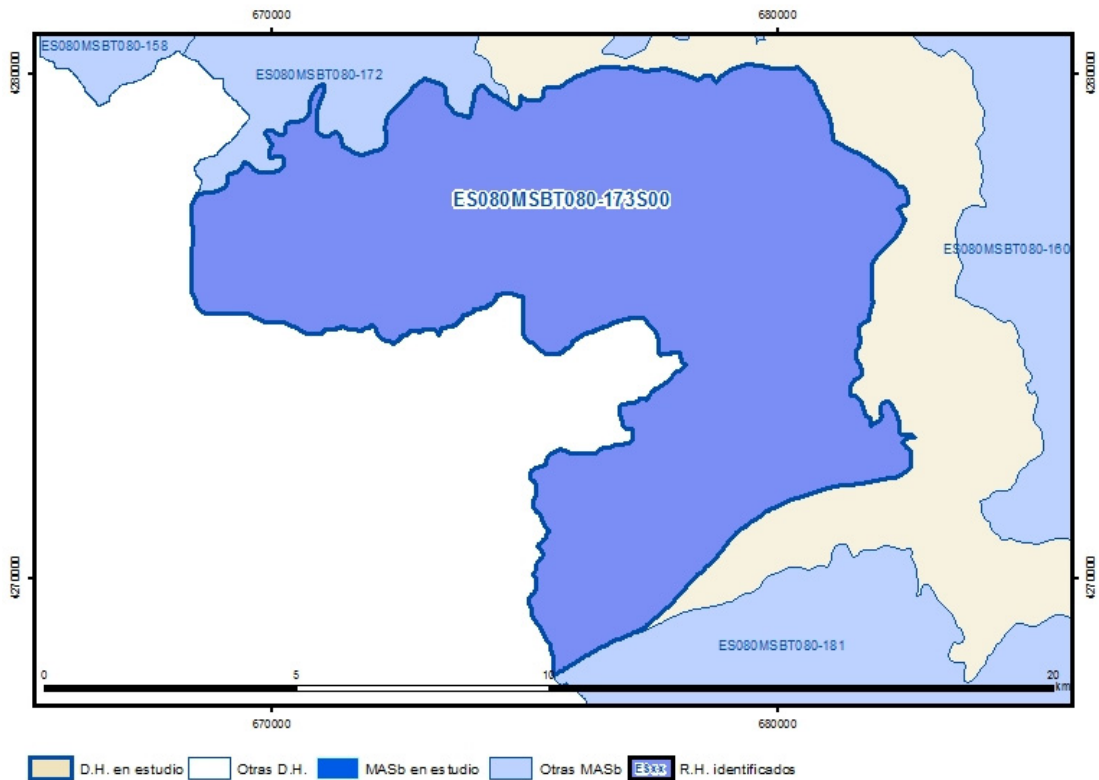 670000
680000
ES080MSBT080-158
ES080MSBT080-172
4280000
4280000
ES080MSBT080-173S00
ES080MSBT080-160
4270000
4270000
ES080MSBT080-181
0
5
10
20
km
670000
680000
D.H. en estudio
Otras D.H.
MASb en estudio
Otras MASb
ESxx
R.H. identificados